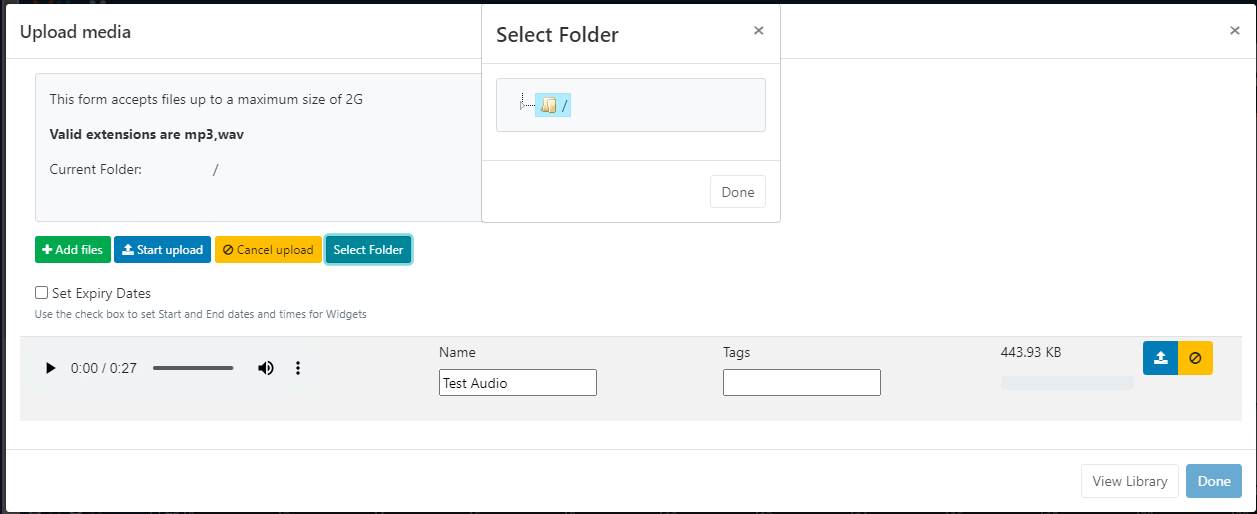 Upload media
×
Select Folder
×
/
Done
This form accepts files up to a maximum size of 2G
Valid extensions are mp3,wav
Current Folder: /
Add files
Start upload
Cancel upload
Select Folder
Set Expiry Dates
Use the check box to set Start and End dates and times for Widgets
0:00 / 0:27
Name
Test Audio
Tags
443.93 KB
View Library
Done